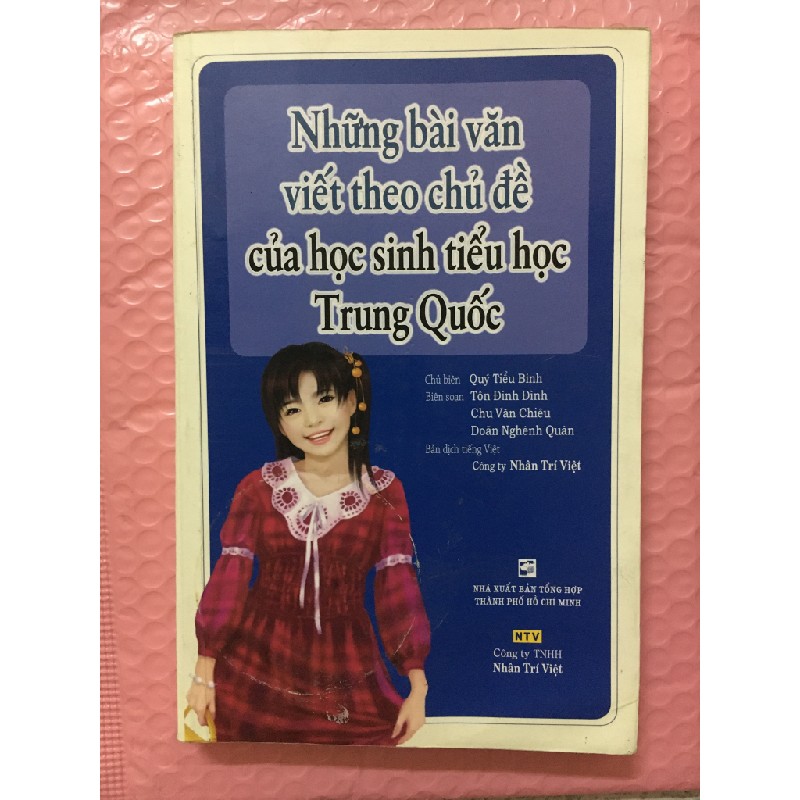 Những bài văn
viết theo chủ đề
của học sinh tiểu học
Trung Quốc
Chủ biên Quý Tiểu Binh
Biên soạn Tôn Đình Đình
Chu Văn Chiêu
Doãn Nghênh Quân
Bản dịch tiếng Việt
Công ty Nhân Trí Việt
NHÀ XUẤT BẢN TỔNG HỢP
THÀNH PHỐ HỒ CHÍ MINH
NTV
Công ty TNHH
Nhân Trí Việt